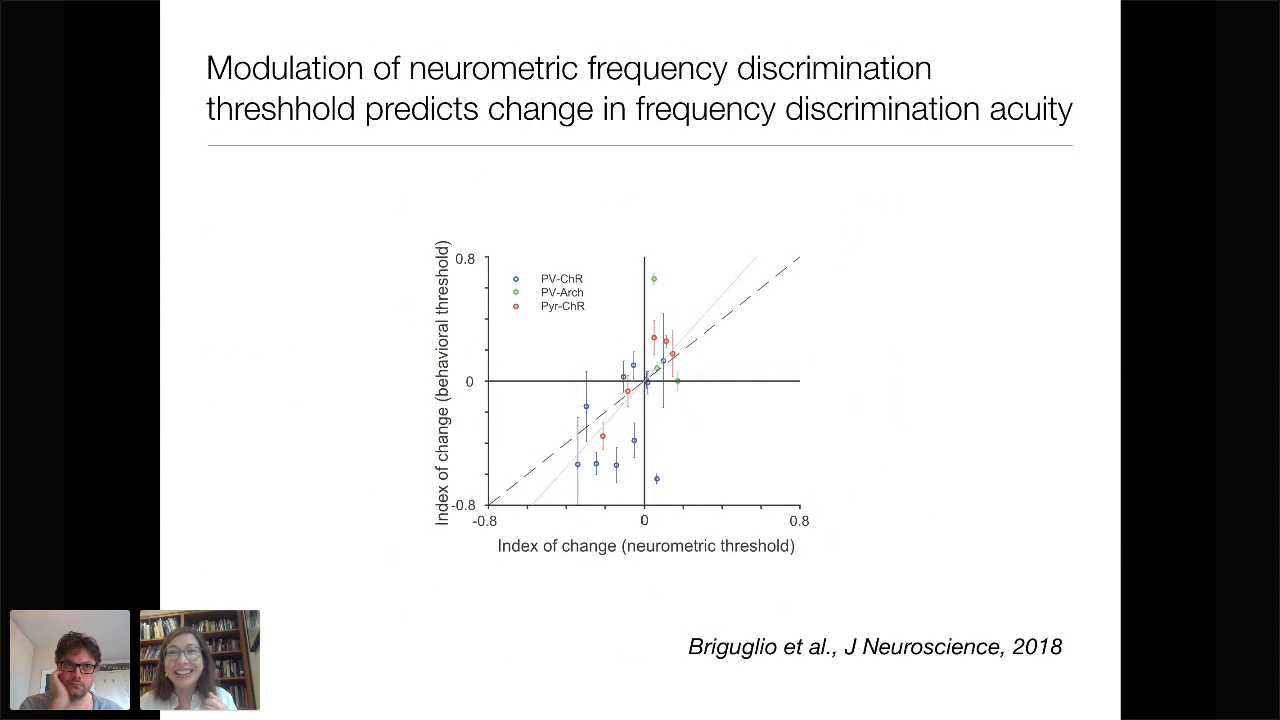 Modulation of neurometric frequency discrimination
threshhold predicts change in frequency discrimination acuity
Index of change (behavioral threshold)
0.8
0
-0.8
PV-ChR
PV-Arch
Pyr-ChR
-0.8
0
0.8
Index of change (neurometric threshold)
Briguglio et al., J Neuroscience, 2018